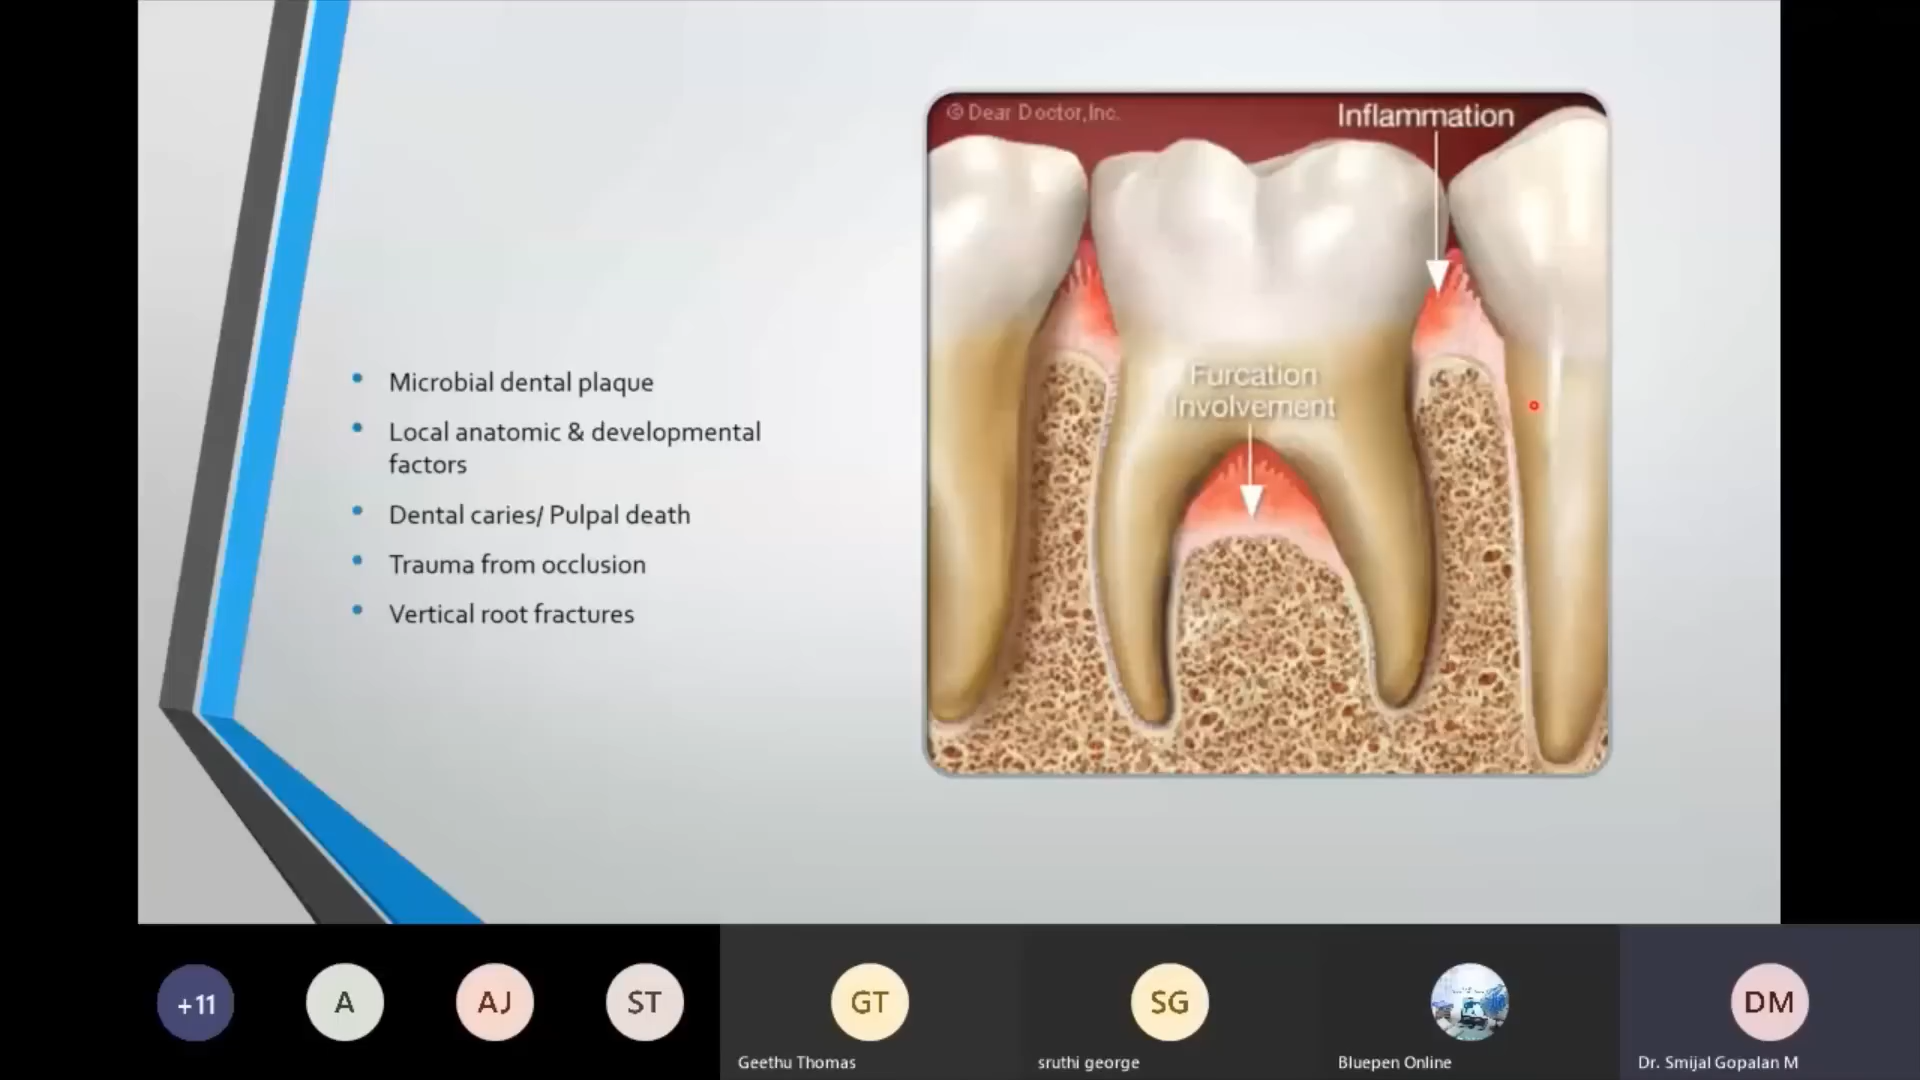 © Dear Doctor,Inc.
Inflammation
Furcation
Involvement
• Microbial dental plaque
• Local anatomic & developmental
factors
• Dental caries/ Pulpal death
• Trauma from occlusion
• Vertical root fractures
+11
A
AJ
ST
GT
SG
DM
Geethu Thomas
sruthi george
Bluepen Online
Dr. Smijal Gopalan M